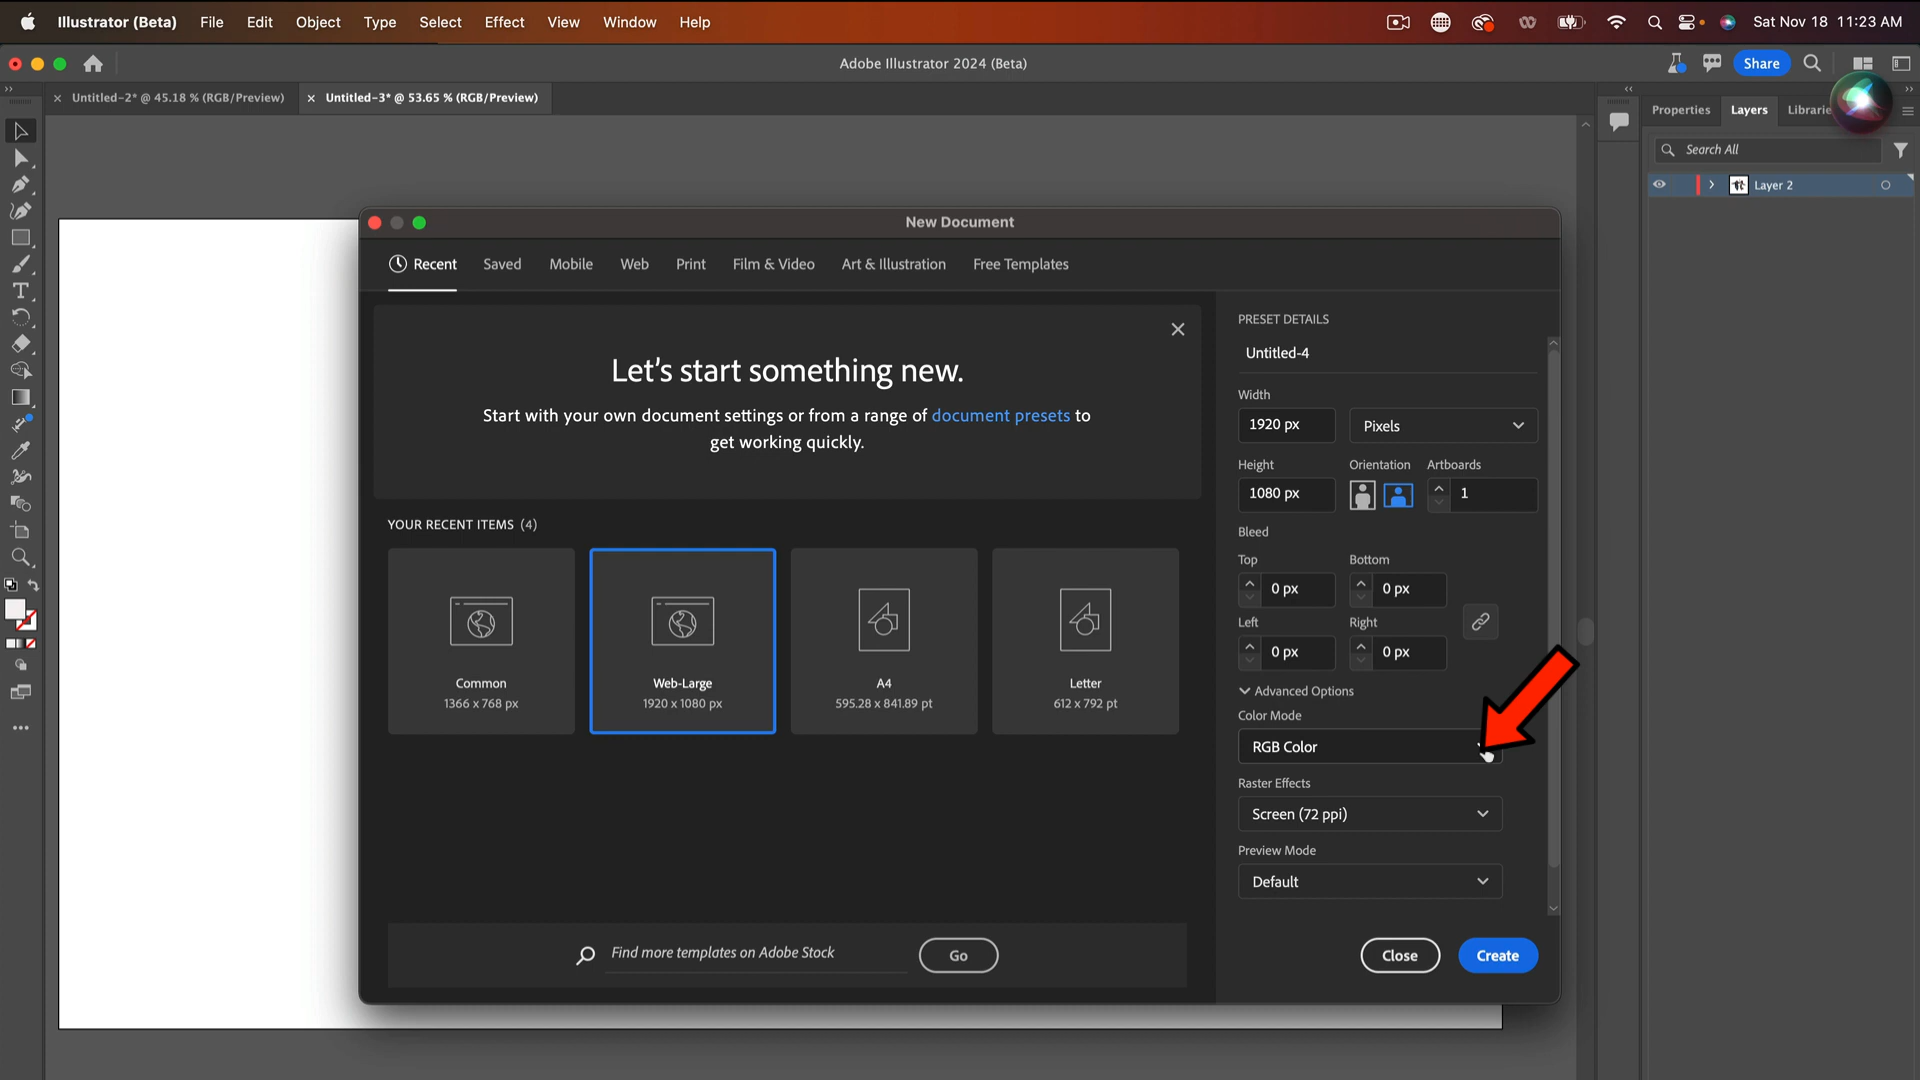 Illustrator (Beta) File Edit Object Type Select Effect View Window Help Sat Nov 18 11:23 AM
Adobe Illustrator 2024 (Beta) Share
Untitled-2* @ 45.18 % (RGB/Preview) Untitled-3* @ 53.65 % (RGB/Preview)
Properties Layers Librarie
Search All
Layer 2
New Document
Recent Saved Mobile Web Print Film & Video Art & Illustration Free Templates
Let's start something new.
Start with your own document settings or from a range of document presets to
get working quickly.
YOUR RECENT ITEMS (4)
Common
1366 x 768 px
Web-Large
1920 x 1080 px
A4
595.28 x 841.89 pt
Letter
612 x 792 pt
Find more templates on Adobe Stock Go
PRESET DETAILS
Untitled-4
Width
1920 px Pixels
Height Orientation Artboards
1080 px 1
Bleed
Top Bottom
0 px 0 px
Left Right
0 px 0 px
Advanced Options
Color Mode
RGB Color
Raster Effects
Screen (72 ppi)
Preview Mode
Default
Close Create